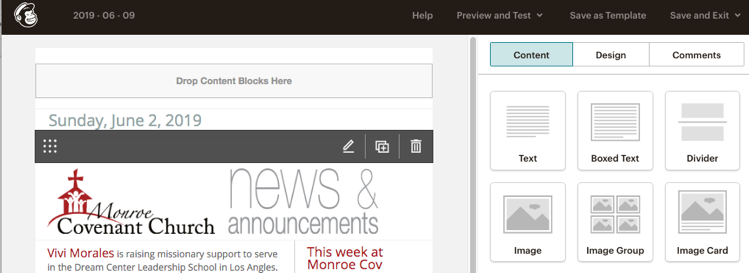 2019 - 06 - 09 Help Preview and Test Save as Template Save and Exit
Content Design Comments
Drop Content Blocks Here
Sunday, June 2, 2019
Text Boxed Text Divider
Monroe
Covenant Church
news &
announcements
Image Image Group Image Card
Vivi Morales is raising missionary support to serve
in the Dream Center Leadership School in Los Angles.
This week at
Monroe Cov